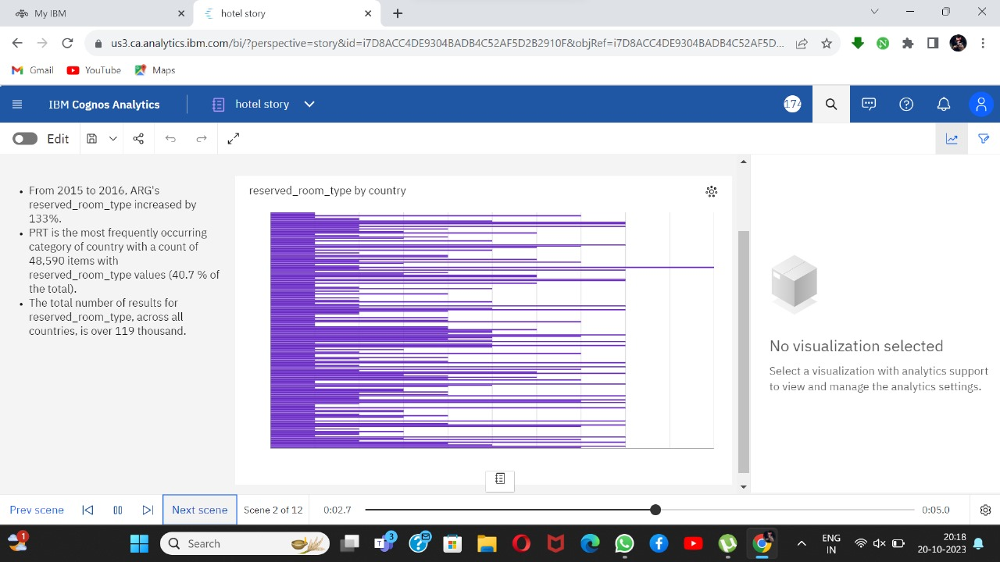 My IBM
hotel story
us3.ca.analytics.ibm.com/bi/?perspective=story&id=i7D8ACC4DE9304BADB4C52AF5D2B2910F&objRef=i7D8ACC4DE9304BADB4C52AF5D...
Gmail
YouTube
Maps
IBM Cognos Analytics
hotel story
174
Edit
• From 2015 to 2016, ARG's
reserved_room_type increased by
133%.
• PRT is the most frequently occurring
category of country with a count of
48,590 items with
reserved_room_type values (40.7 % of
the total).
• The total number of results for
reserved_room_type, across all
countries, is over 119 thousand.
reserved_room_type by country
No visualization selected
Select a visualization with analytics support
to view and manage the analytics settings.
Prev scene
Next scene
Scene 2 of 12
0:02.7
0:05.0
1
Search
3
ENG
IN
20:18
20-10-2023